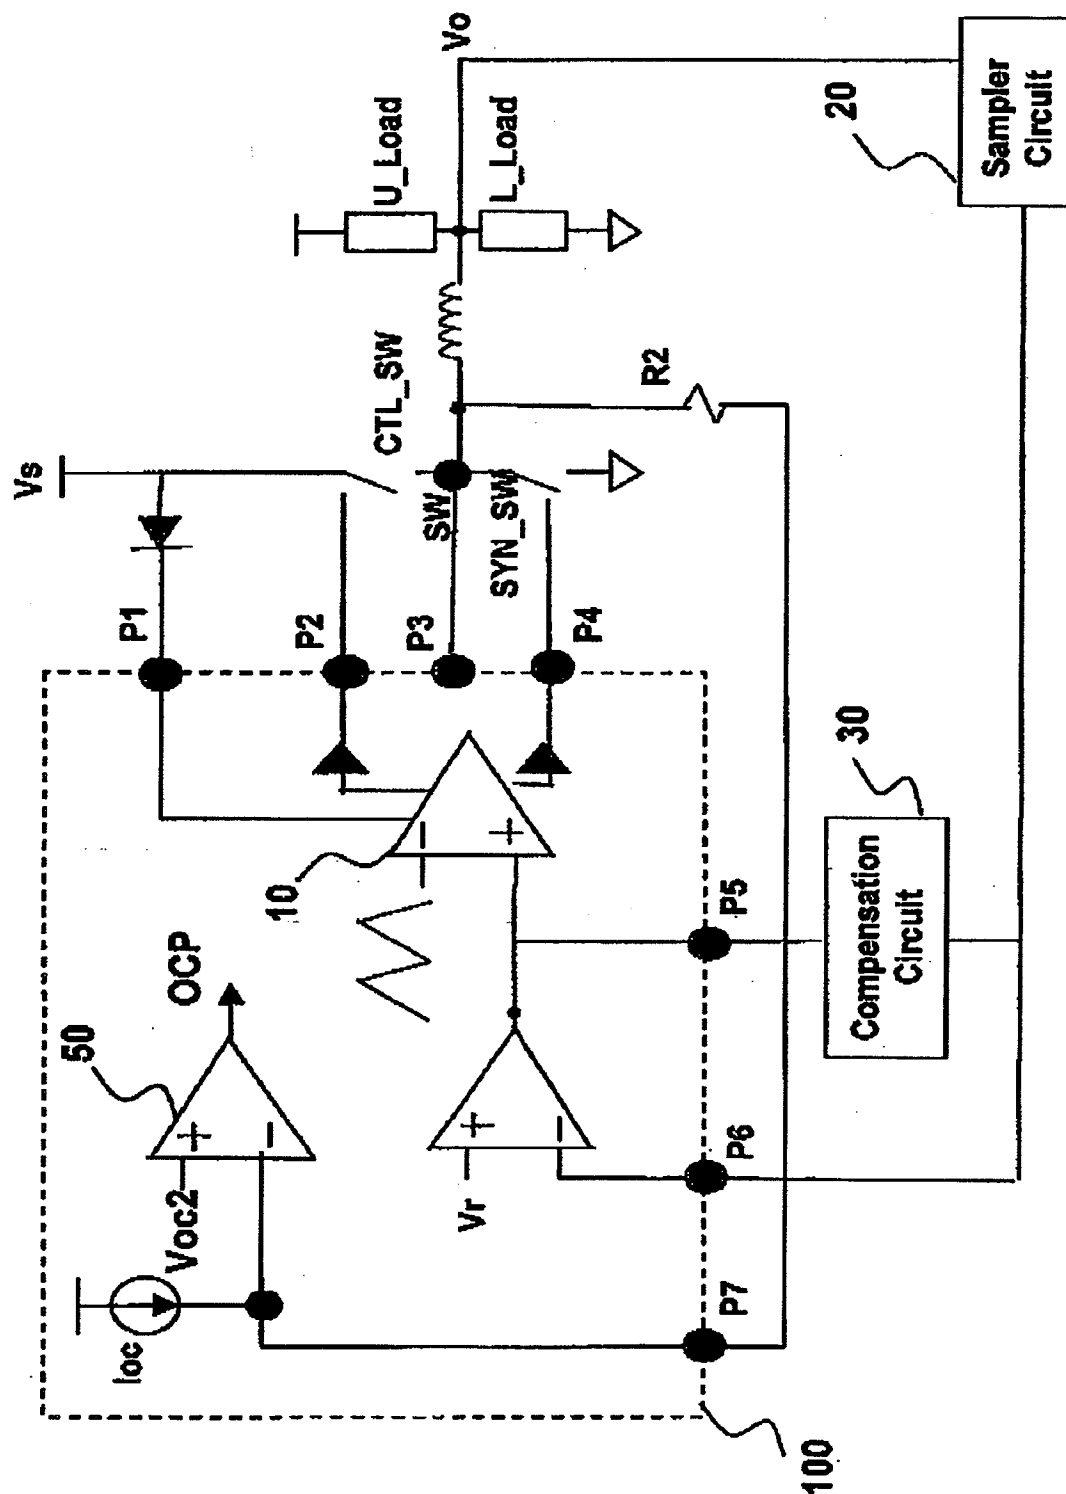 Vs
Vo
U_Load
L_Load
CTL_SW
SW
SYN_SW
R2
P1
P2
P3
P4
P5
P6
P7
10
20
Sampler
Circuit
30
Compensation
Circuit
50
OCP
+
−
Voc2
Ioc
−
+
+
−
Vr
100